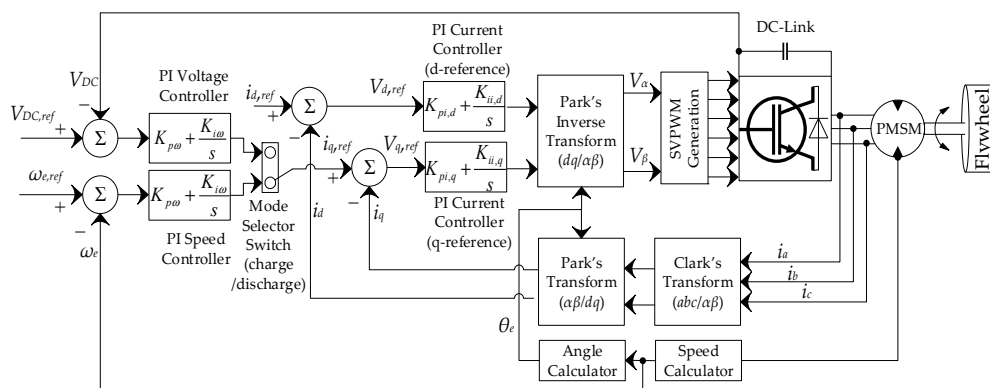 DC-Link
PI Current
Controller
(d-reference)
V_DC
PI Voltage
Controller
i_d,ref
V_d,ref
K_pi,d + K_ii,d / s
Park's
Inverse
Transform
(dq/αβ)
V_α
V_β
SVPWM
Generation
PMSM
Flywheel
V_DC,ref
+
−
Σ
K_pω + K_iω / s
+
−
Σ
i_q,ref
V_q,ref
+
−
Σ
K_pi,q + K_ii,q / s
ω_e,ref
+
−
Σ
K_pω + K_iω / s
PI Speed
Controller
ω_e
Mode
Selector
Switch
(charge
/discharge)
i_d
i_q
PI Current
Controller
(q-reference)
Park's
Transform
(αβ/dq)
Clark's
Transform
(abc/αβ)
i_a
i_b
i_c
θ_e
Angle
Calculator
Speed
Calculator